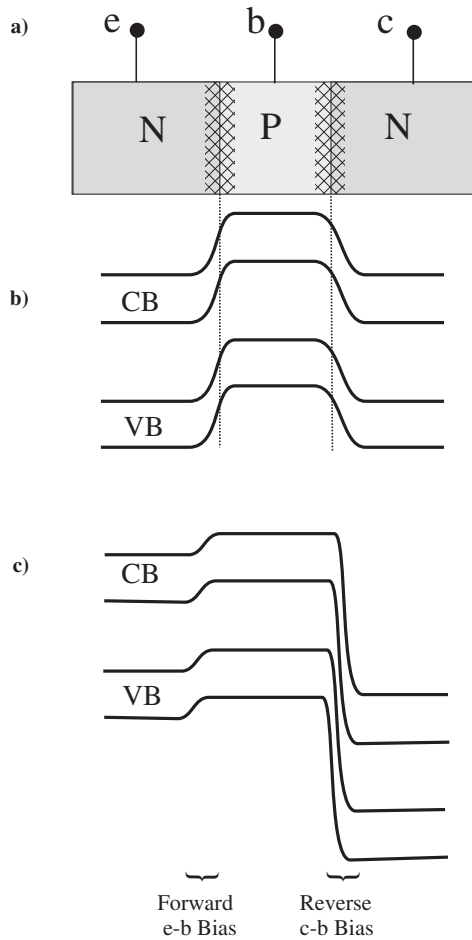 a) e b c
N P N
b)
CB
VB
c)
CB
VB
Forward Reverse
e-b Bias c-b Bias